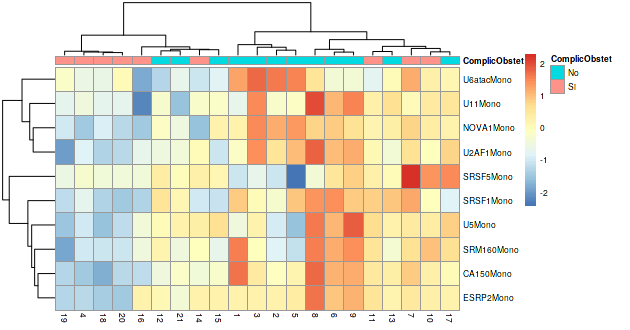 ComplicObstet
U6atacMono
U11Mono
NOVA1Mono
U2AF1Mono
SRSF5Mono
SRSF1Mono
U5Mono
SRM160Mono
CA150Mono
ESRP2Mono
19 4 18 20 16 12 21 14 15 1 3 2 5 8 6 9 11 13 7 10 17
2
1
0
-1
-2
ComplicObstet
No
Si